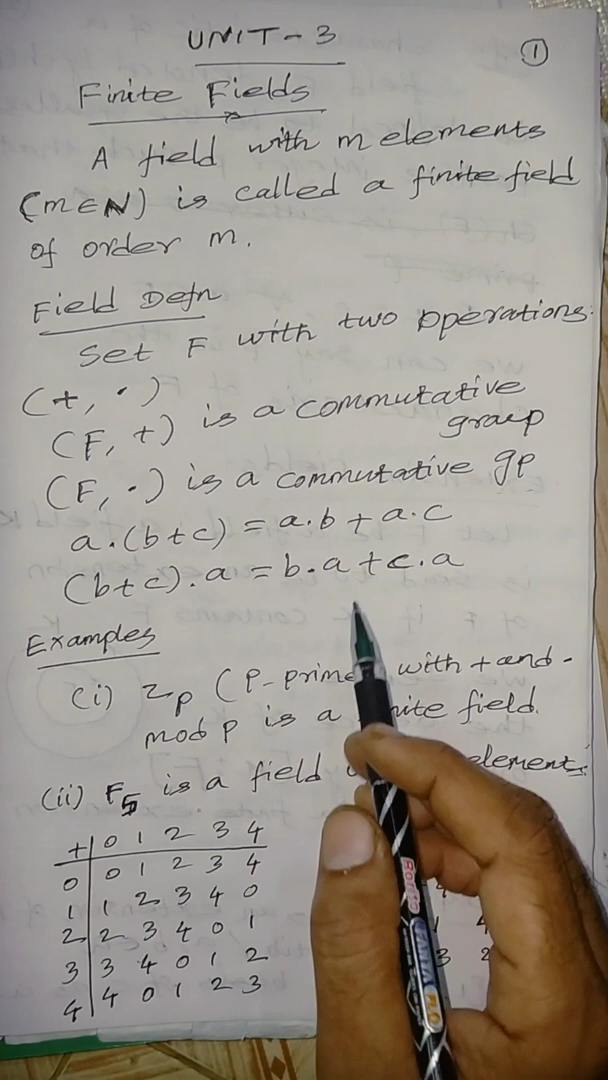 UNIT - 3
①
Finite Fields
A field with m elements
(m∈N) is called a finite field
of order m.
Field Defn
Set F with two operations.
(+, ·)
(F, +) is a commutative
group
(F, ·) is a commutative gp
a.(b+c) = a.b + a.c
(b+c).a = b.a + c.a
Examples
(i) Zp (P-prime with + and ·
mod p is a finite field.
(ii) F5 is a field elements
+ 0 1 2 3 4
0 0 1 2 3 4
1 1 2 3 4 0
2 2 3 4 0 1
3 3 4 0 1 2
4 4 0 1 2 3
Rorito